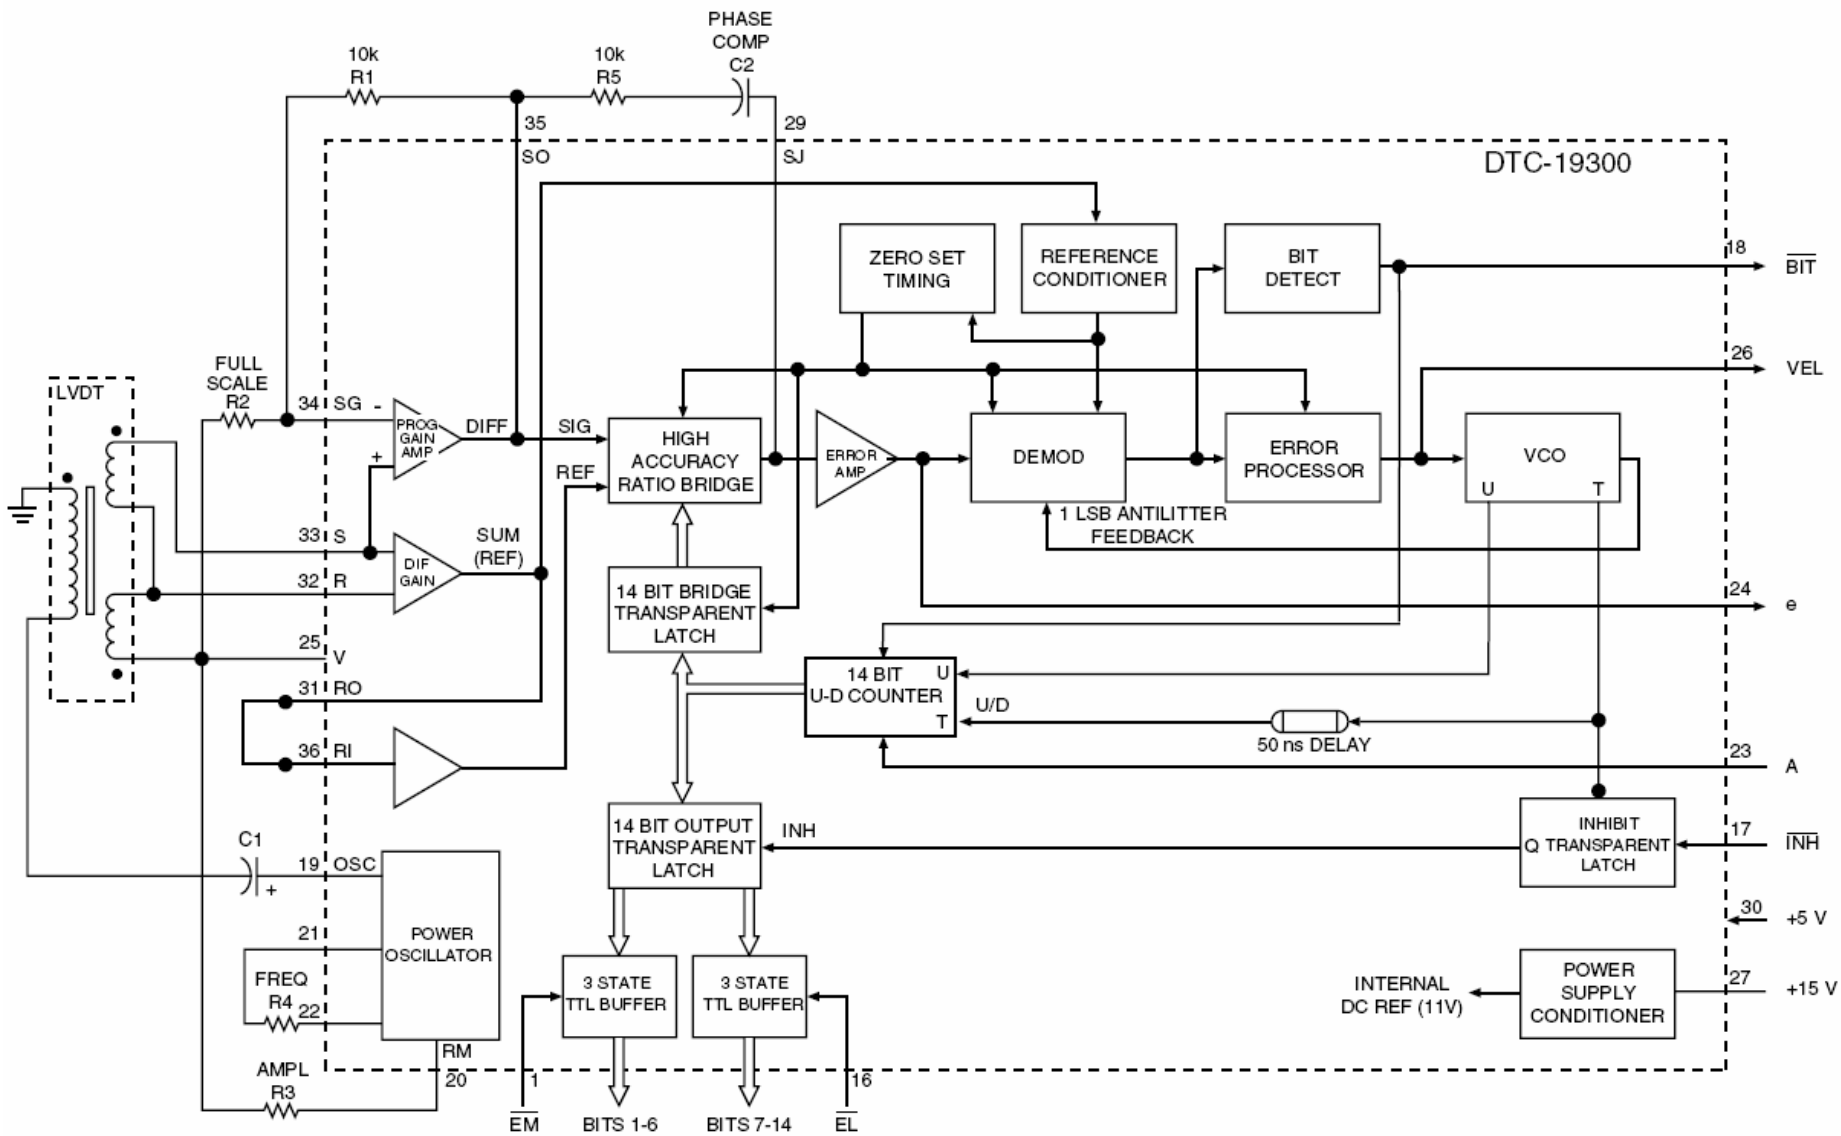 PHASE
COMP
C2
10k
R1
10k
R5
35
29
SO
SJ
DTC-19300
ZERO SET
TIMING
REFERENCE
CONDITIONER
BIT
DETECT
18
BIT
26
VEL
FULL
SCALE
R2
LVDT
34 SG -
PROG
GAIN
AMP
+
DIFF
SIG
REF
HIGH
ACCURACY
RATIO BRIDGE
ERROR
AMP
DEMOD
ERROR
PROCESSOR
VCO
U
T
1 LSB ANTILITTER
FEEDBACK
33 S
32 R
DIF
GAIN
SUM
(REF)
25 V
14 BIT BRIDGE
TRANSPARENT
LATCH
24
e
31 RO
36 RI
14 BIT U
U-D COUNTER
T
U/D
50 ns DELAY
23
A
14 BIT OUTPUT
TRANSPARENT
LATCH
INH
INHIBIT
Q TRANSPARENT
LATCH
17
INH
C1
+
19 OSC
30
+5 V
21
FREQ
R4
22
POWER
OSCILLATOR
3 STATE
TTL BUFFER
3 STATE
TTL BUFFER
INTERNAL
DC REF (11V)
POWER
SUPPLY
CONDITIONER
27
+15 V
RM
20
AMPL
R3
1
16
EM
BITS 1-6
BITS 7-14
EL